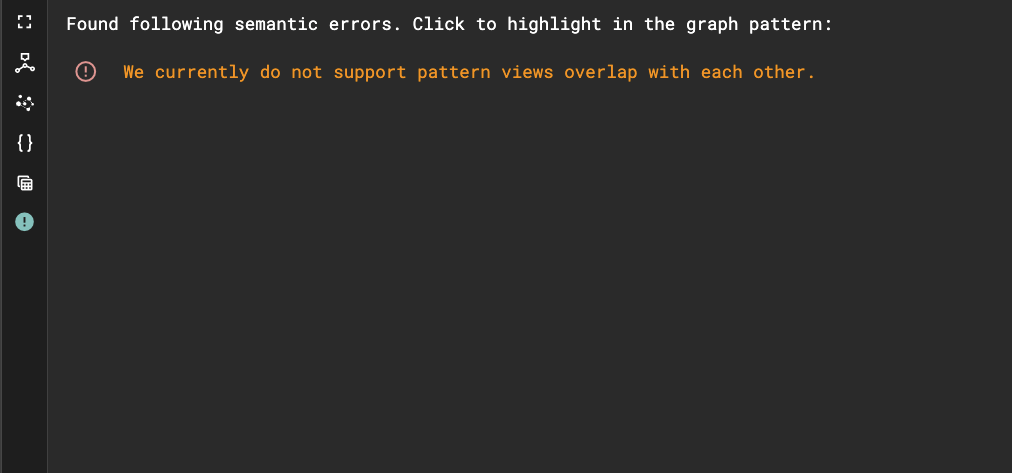 Found following semantic errors. Click to highlight in the graph pattern:
We currently do not support pattern views overlap with each other.